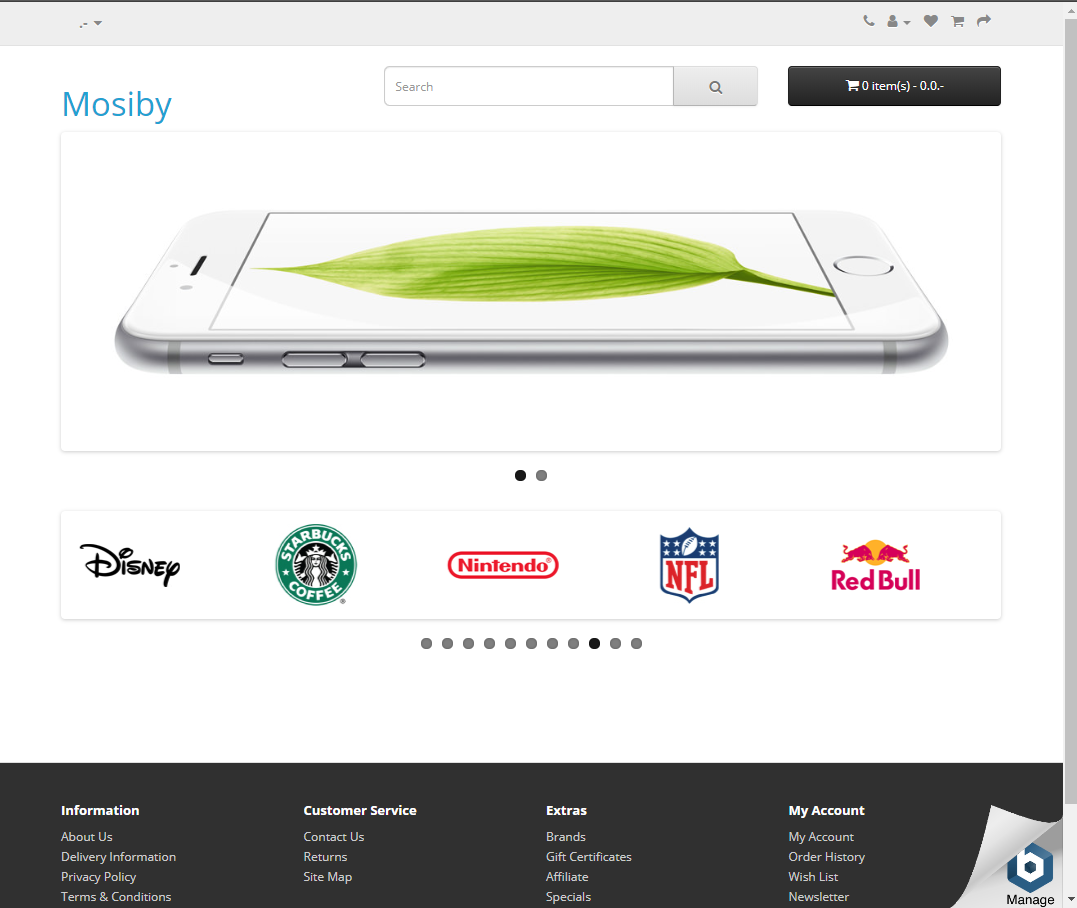 .-
Mosiby
Search
0 item(s) - 0.0.-
Disney
STARBUCKS
COFFEE
Nintendo®
NFL
Red Bull
Information
Customer Service
Extras
My Account
About Us
Contact Us
Brands
My Account
Delivery Information
Returns
Gift Certificates
Order History
Privacy Policy
Site Map
Affiliate
Wish List
Terms & Conditions
Specials
Newsletter
b
Manage